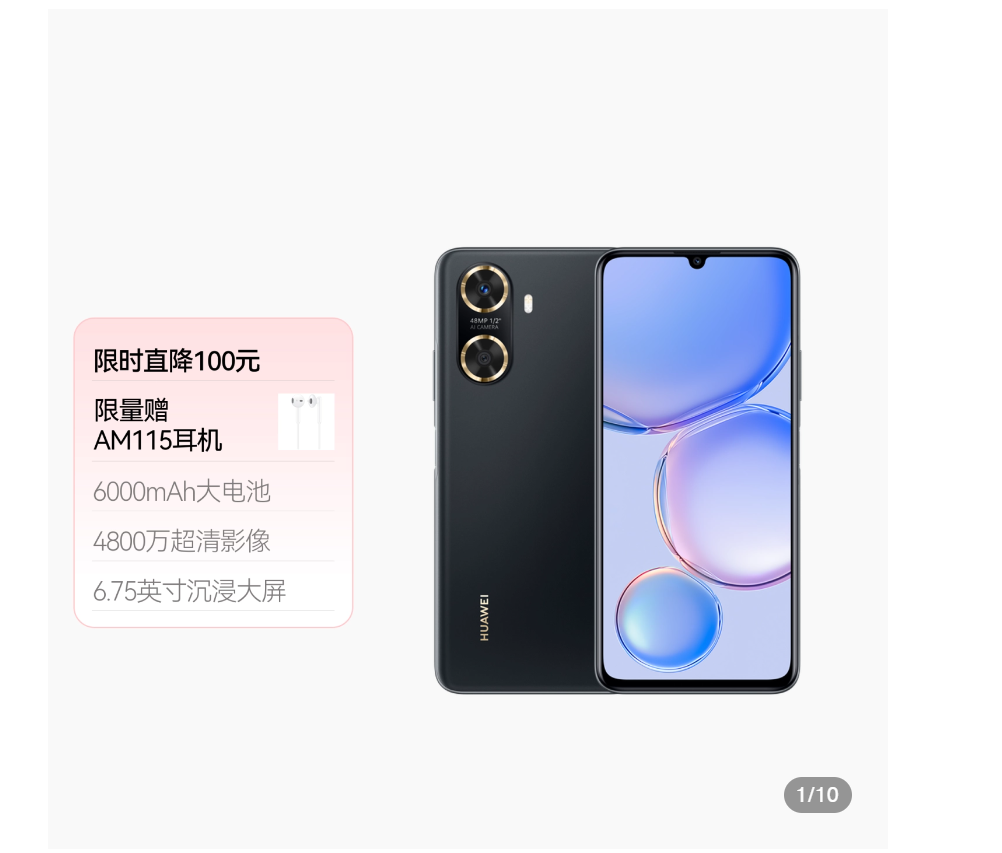 限时直降100元
限量赠
AM115耳机
6000mAh大电池
4800万超清影像
6.75英寸沉浸大屏
48MP 1/2"
AI CAMERA
HUAWEI
1/10